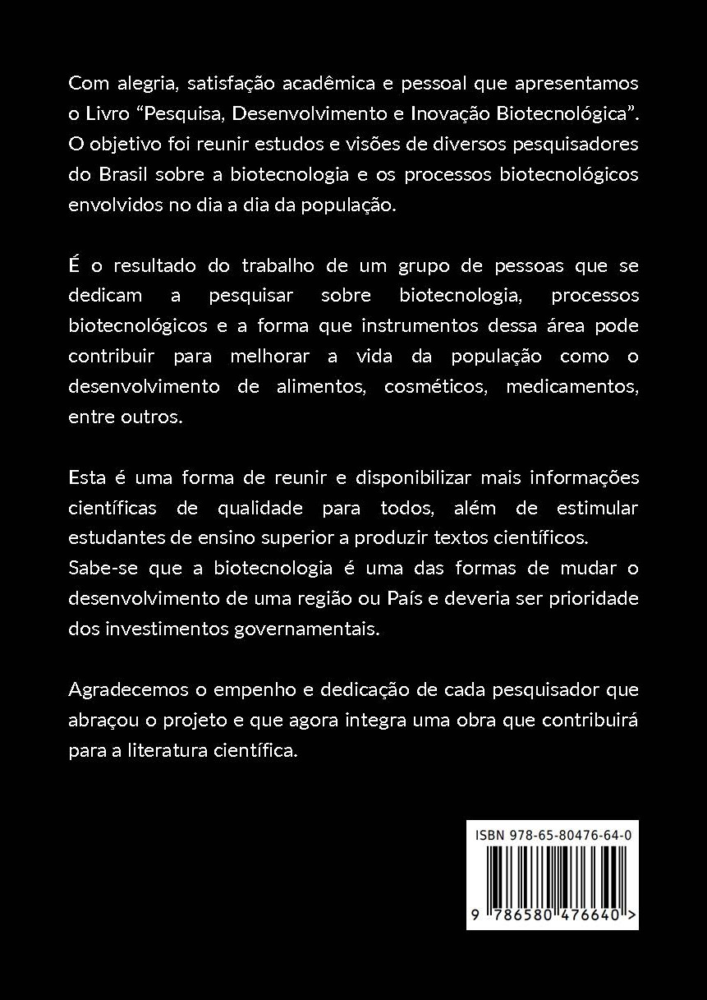 Com alegria, satisfação acadêmica e pessoal que apresentamos
o Livro “Pesquisa, Desenvolvimento e Inovação Biotecnológica”.
O objetivo foi reunir estudos e visões de diversos pesquisadores
do Brasil sobre a biotecnologia e os processos biotecnológicos
envolvidos no dia a dia da população.
É o resultado do trabalho de um grupo de pessoas que se
dedicam a pesquisar sobre biotecnologia, processos
biotecnológicos e a forma que instrumentos dessa área pode
contribuir para melhorar a vida da população como o
desenvolvimento de alimentos, cosméticos, medicamentos,
entre outros.
Esta é uma forma de reunir e disponibilizar mais informações
científicas de qualidade para todos, além de estimular
estudantes de ensino superior a produzir textos científicos.
Sabe-se que a biotecnologia é uma das formas de mudar o
desenvolvimento de uma região ou País e deveria ser prioridade
dos investimentos governamentais.
Agradecemos o empenho e dedicação de cada pesquisador que
abraçou o projeto e que agora integra uma obra que contribuirá
para a literatura científica.
ISBN 978-65-80476-64-0
9 786580 476640 >